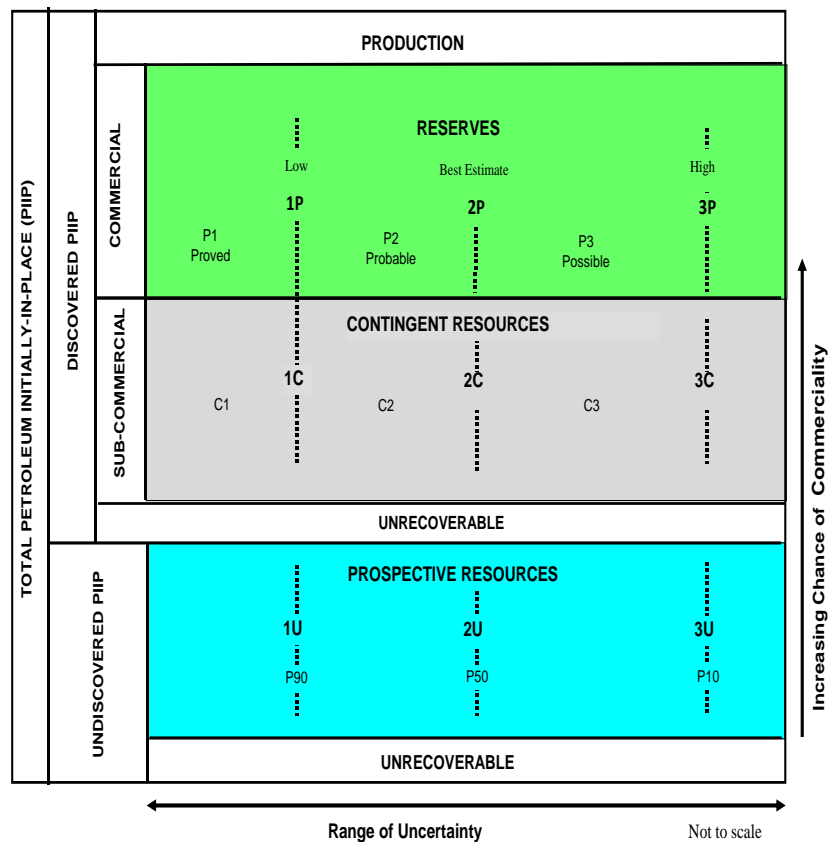 PRODUCTION
RESERVES
Low
Best Estimate
High
1P
2P
3P
P1
Proved
P2
Probable
P3
Possible
CONTINGENT RESOURCES
1C
2C
3C
C1
C2
C3
UNRECOVERABLE
PROSPECTIVE RESOURCES
1U
2U
3U
P90
P50
P10
UNRECOVERABLE
TOTAL PETROLEUM INITIALLY-IN-PLACE (PIIP)
DISCOVERED PIIP
UNDISCOVERED PIIP
COMMERCIAL
SUB-COMMERCIAL
Increasing Chance of Commerciality
Range of Uncertainty
Not to scale